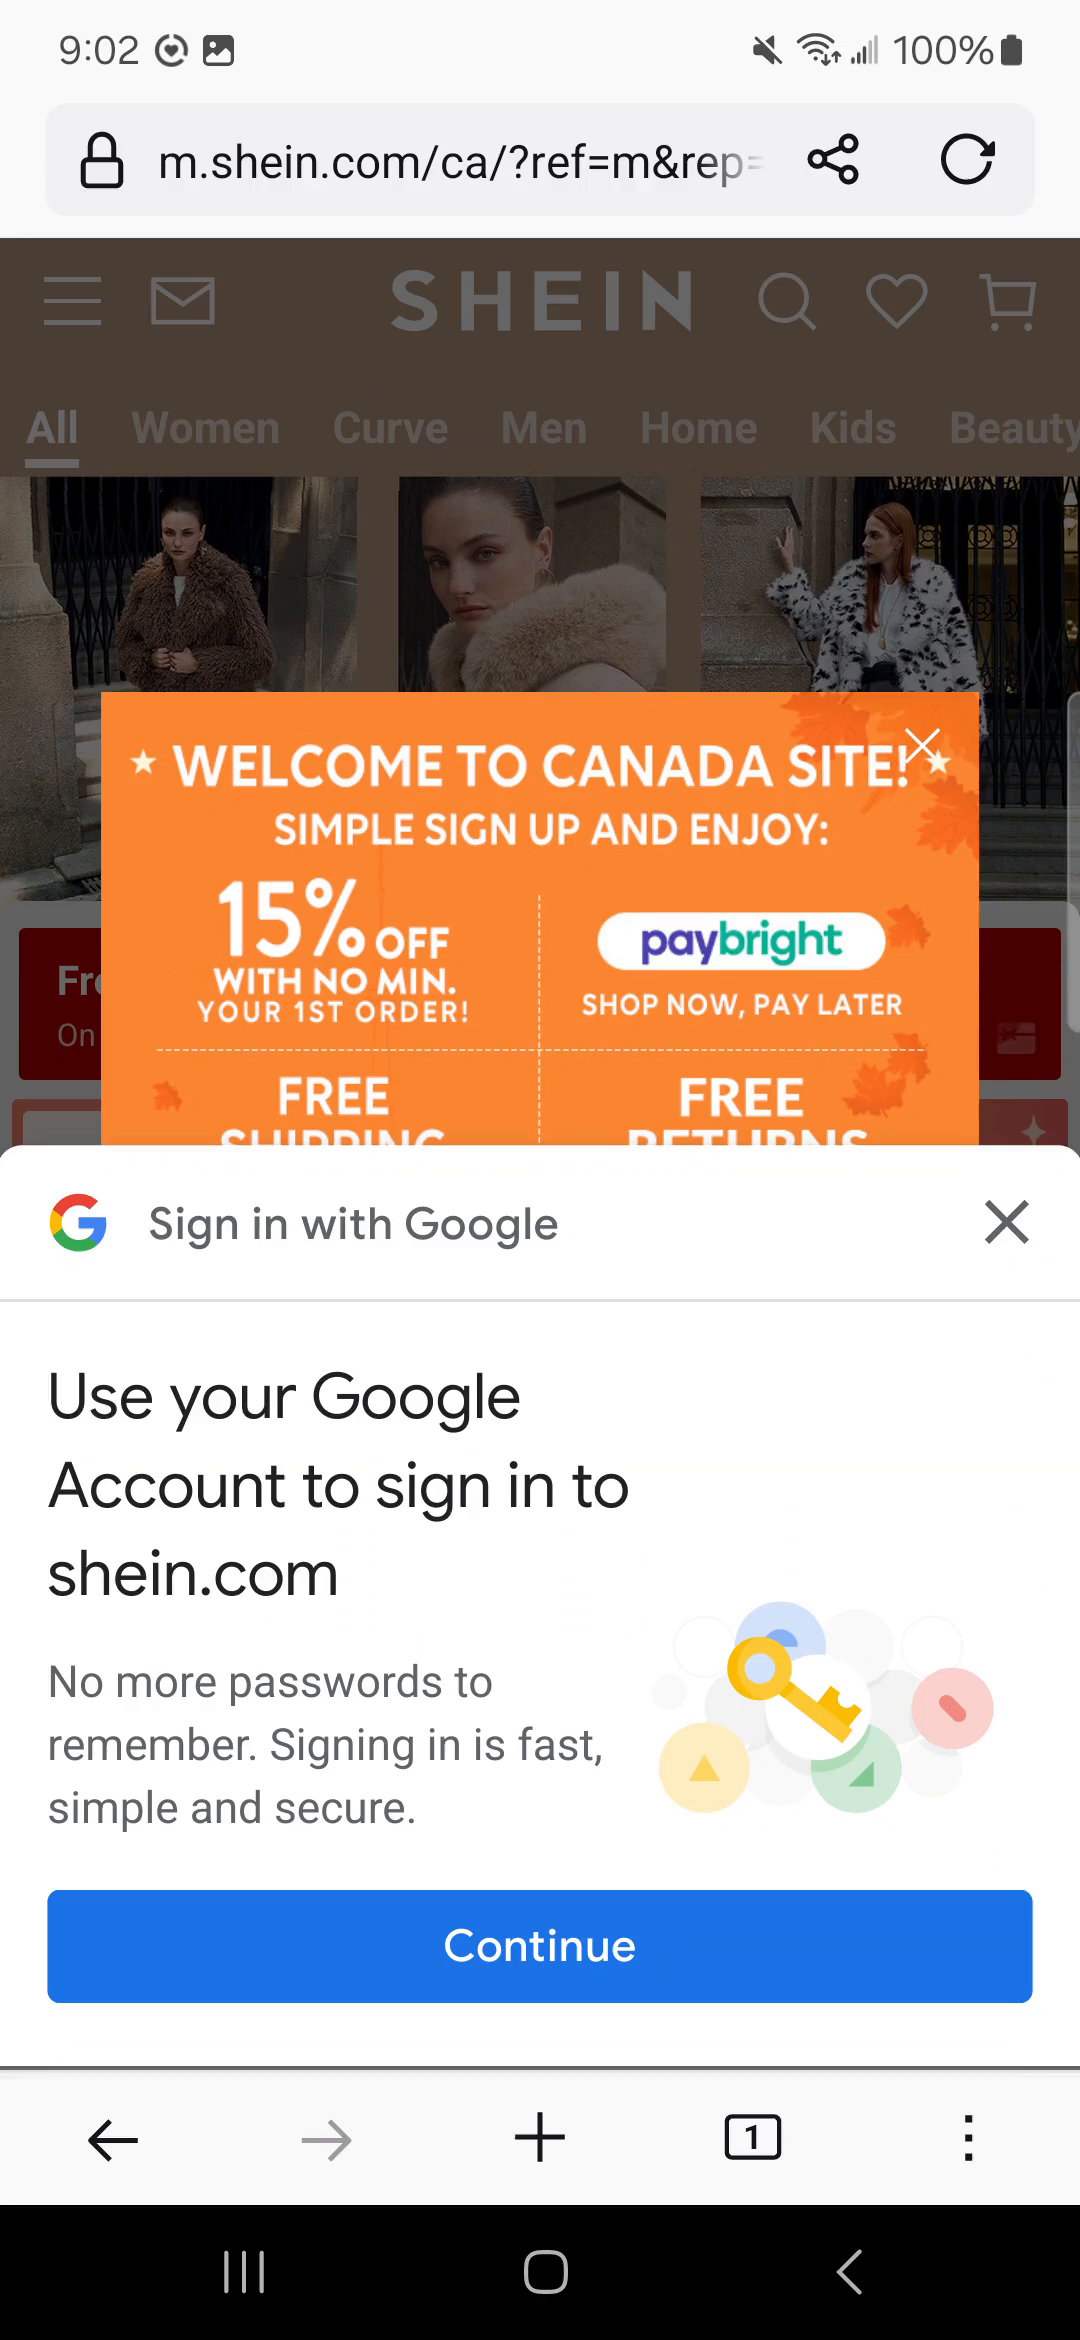 9:02
100%
m.shein.com/ca/?ref=m&rep=
SHEIN
All Women Curve Men Home Kids Beauty
WELCOME TO CANADA SITE!
SIMPLE SIGN UP AND ENJOY:
15% OFF
WITH NO MIN.
YOUR 1ST ORDER!
paybright
SHOP NOW, PAY LATER
On
FREE
SHIPPING
FREE
RETURNS
Sign in with Google
Use your Google
Account to sign in to
shein.com
No more passwords to
remember. Signing in is fast,
simple and secure.
Continue
1